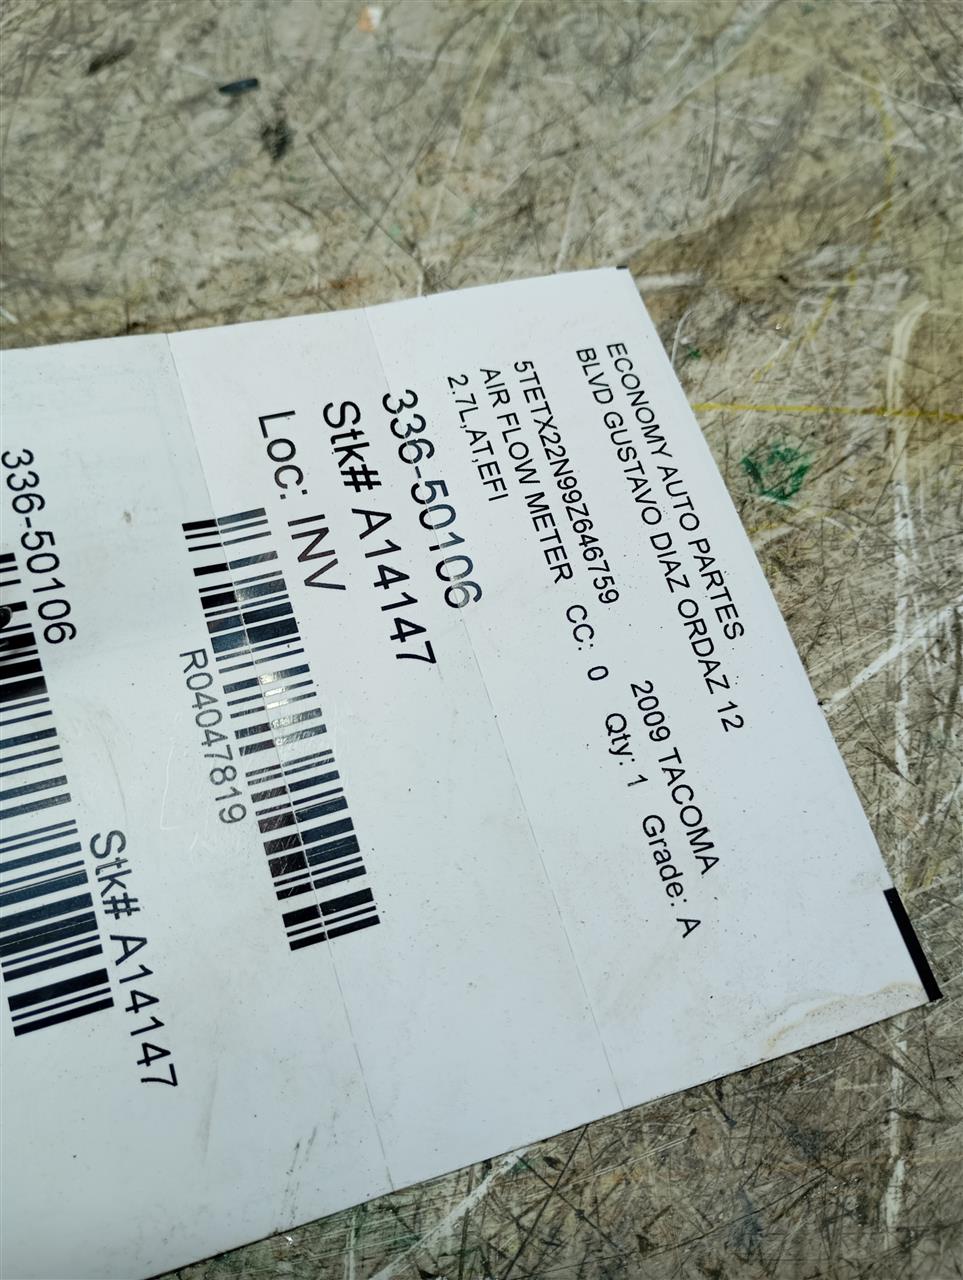 ECONOMY AUTO PARTES
BLVD GUSTAVO DIAZ ORDAZ 12
2009 TACOMA
5TETX22N99Z646759
AIR FLOW METER CC: 0 Qty: 1 Grade: A
2.7L,AT,EFI
336-50106
Stk# A14147
Loc: INV
R04047819
336-50106
Stk# A14147